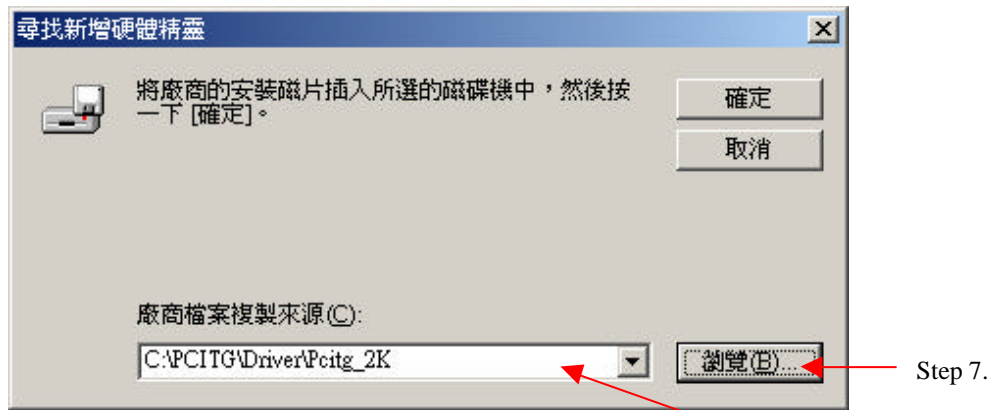 尋找新增硬體精靈
將廠商的安裝磁片插入所選的磁碟機中，然後按
一下 [確定]。
確定
取消
廠商檔案複製來源(C):
C:\PCITG\Driver\Pcitg_2K
瀏覽(B)...
Step 7.